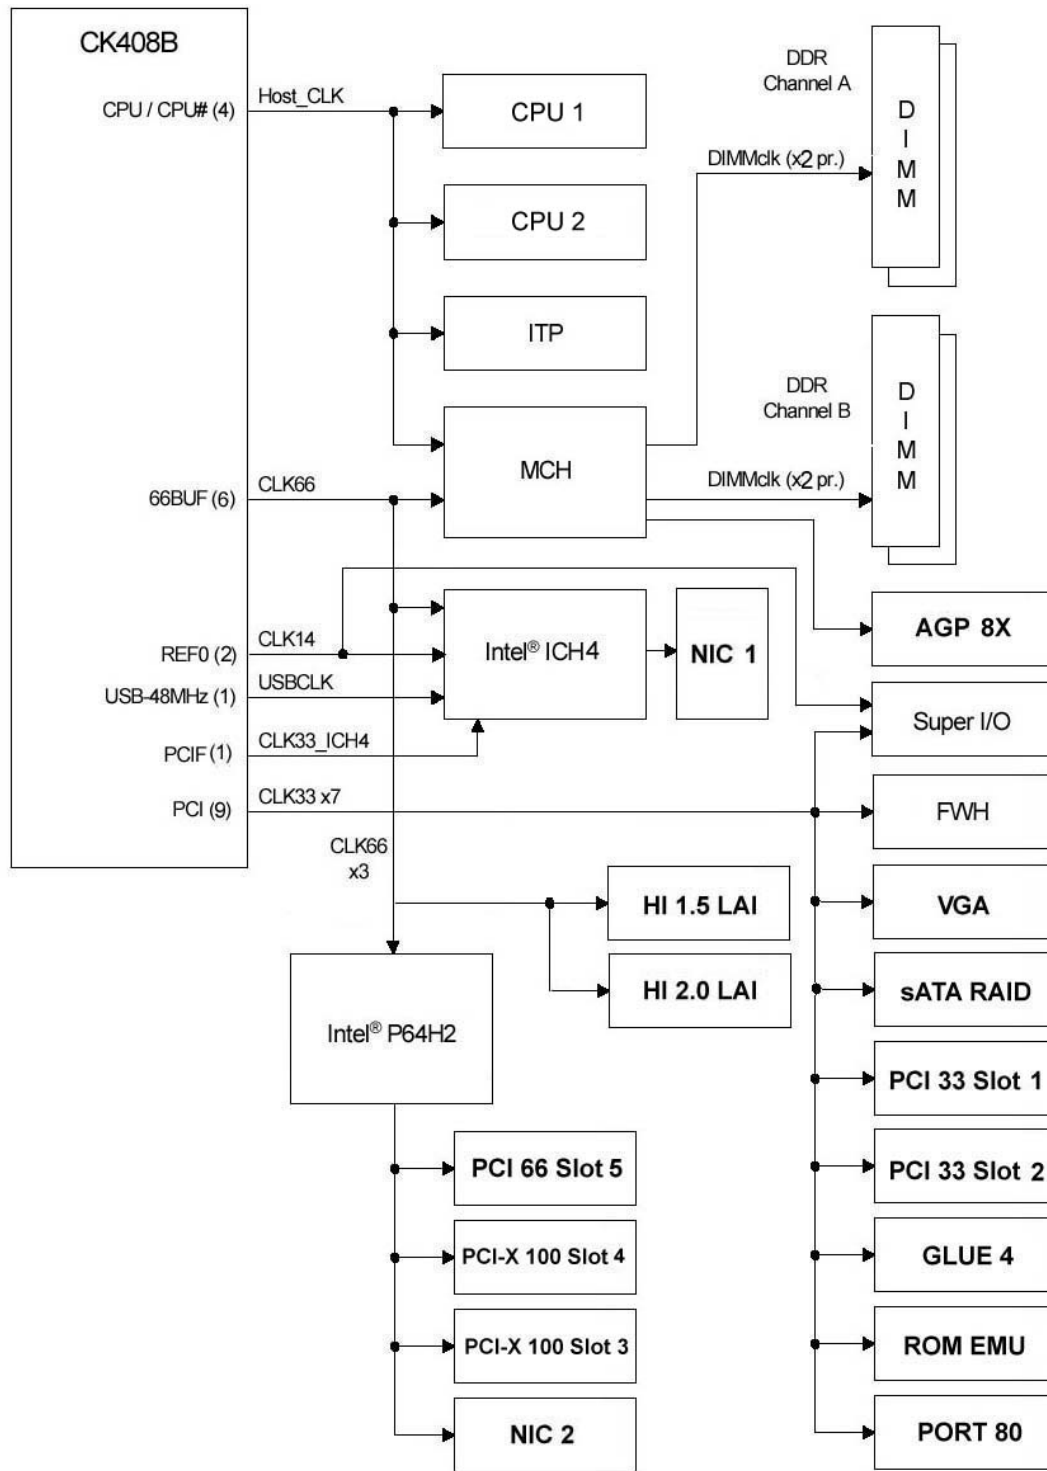 CK408B
CPU / CPU# (4)
Host_CLK
CPU 1
CPU 2
ITP
MCH
DDR
Channel A
DIMMclk (x2 pr.)
D
I
M
M
DDR
Channel B
DIMMclk (x2 pr.)
D
I
M
M
66BUF (6)
CLK66
REF0 (2)
CLK14
USB-48MHz (1)
USBCLK
PCIF (1)
CLK33_ICH4
PCI (9)
CLK33 x7
Intel® ICH4
NIC 1
AGP 8X
Super I/O
FWH
VGA
sATA RAID
PCI 33 Slot 1
PCI 33 Slot 2
GLUE 4
ROM EMU
PORT 80
CLK66
x3
HI 1.5 LAI
HI 2.0 LAI
Intel® P64H2
PCI 66 Slot 5
PCI-X 100 Slot 4
PCI-X 100 Slot 3
NIC 2